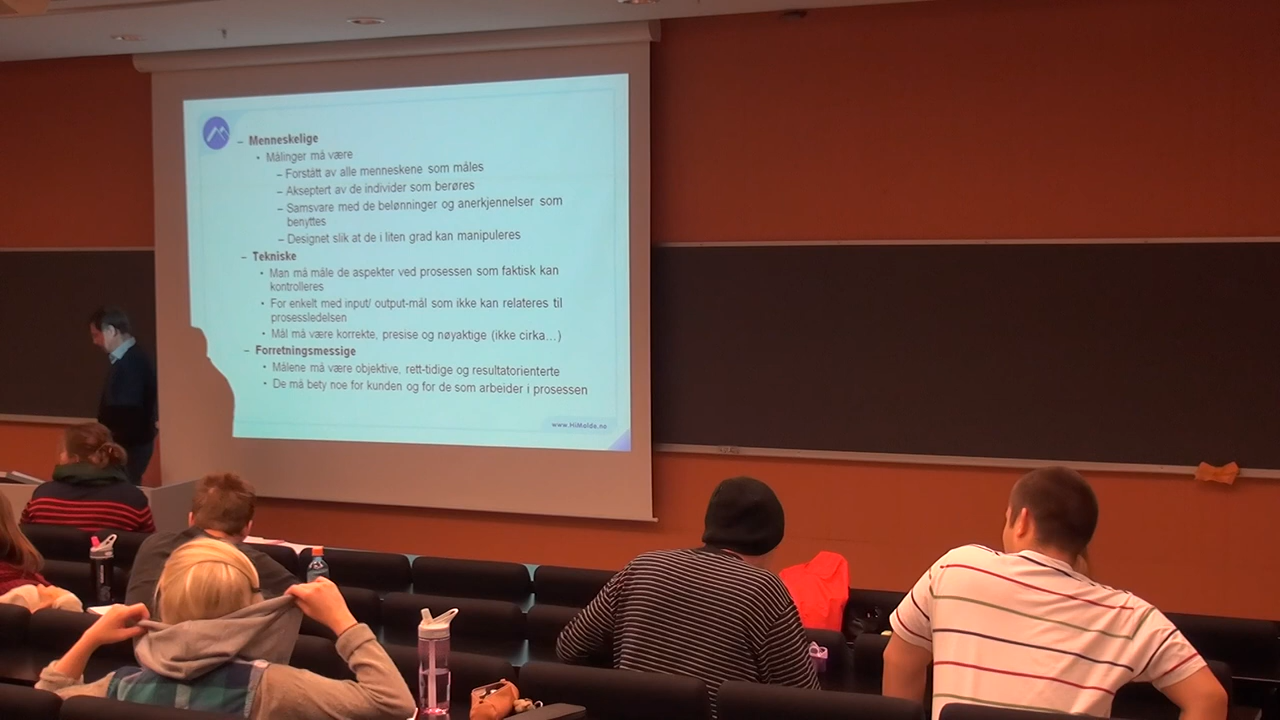 – Menneskelige
• Målinger må være
– Forstått av alle menneskene som måles
– Akseptert av de individer som berøres
– Samsvare med de belønninger og anerkjennelser som
benyttes
– Designet slik at de i liten grad kan manipuleres
– Tekniske
• Man må måle de aspekter ved prosessen som faktisk kan
kontrolleres
• For enkelt med input/ output-mål som ikke kan relateres til
prosessledelsen
• Mål må være korrekte, presise og nøyaktige (ikke cirka…)
– Forretningsmessige
• Målene må være objektive, rett-tidige og resultatorienterte
• De må bety noe for kunden og for de som arbeider i prosessen
www.HiMolde.no